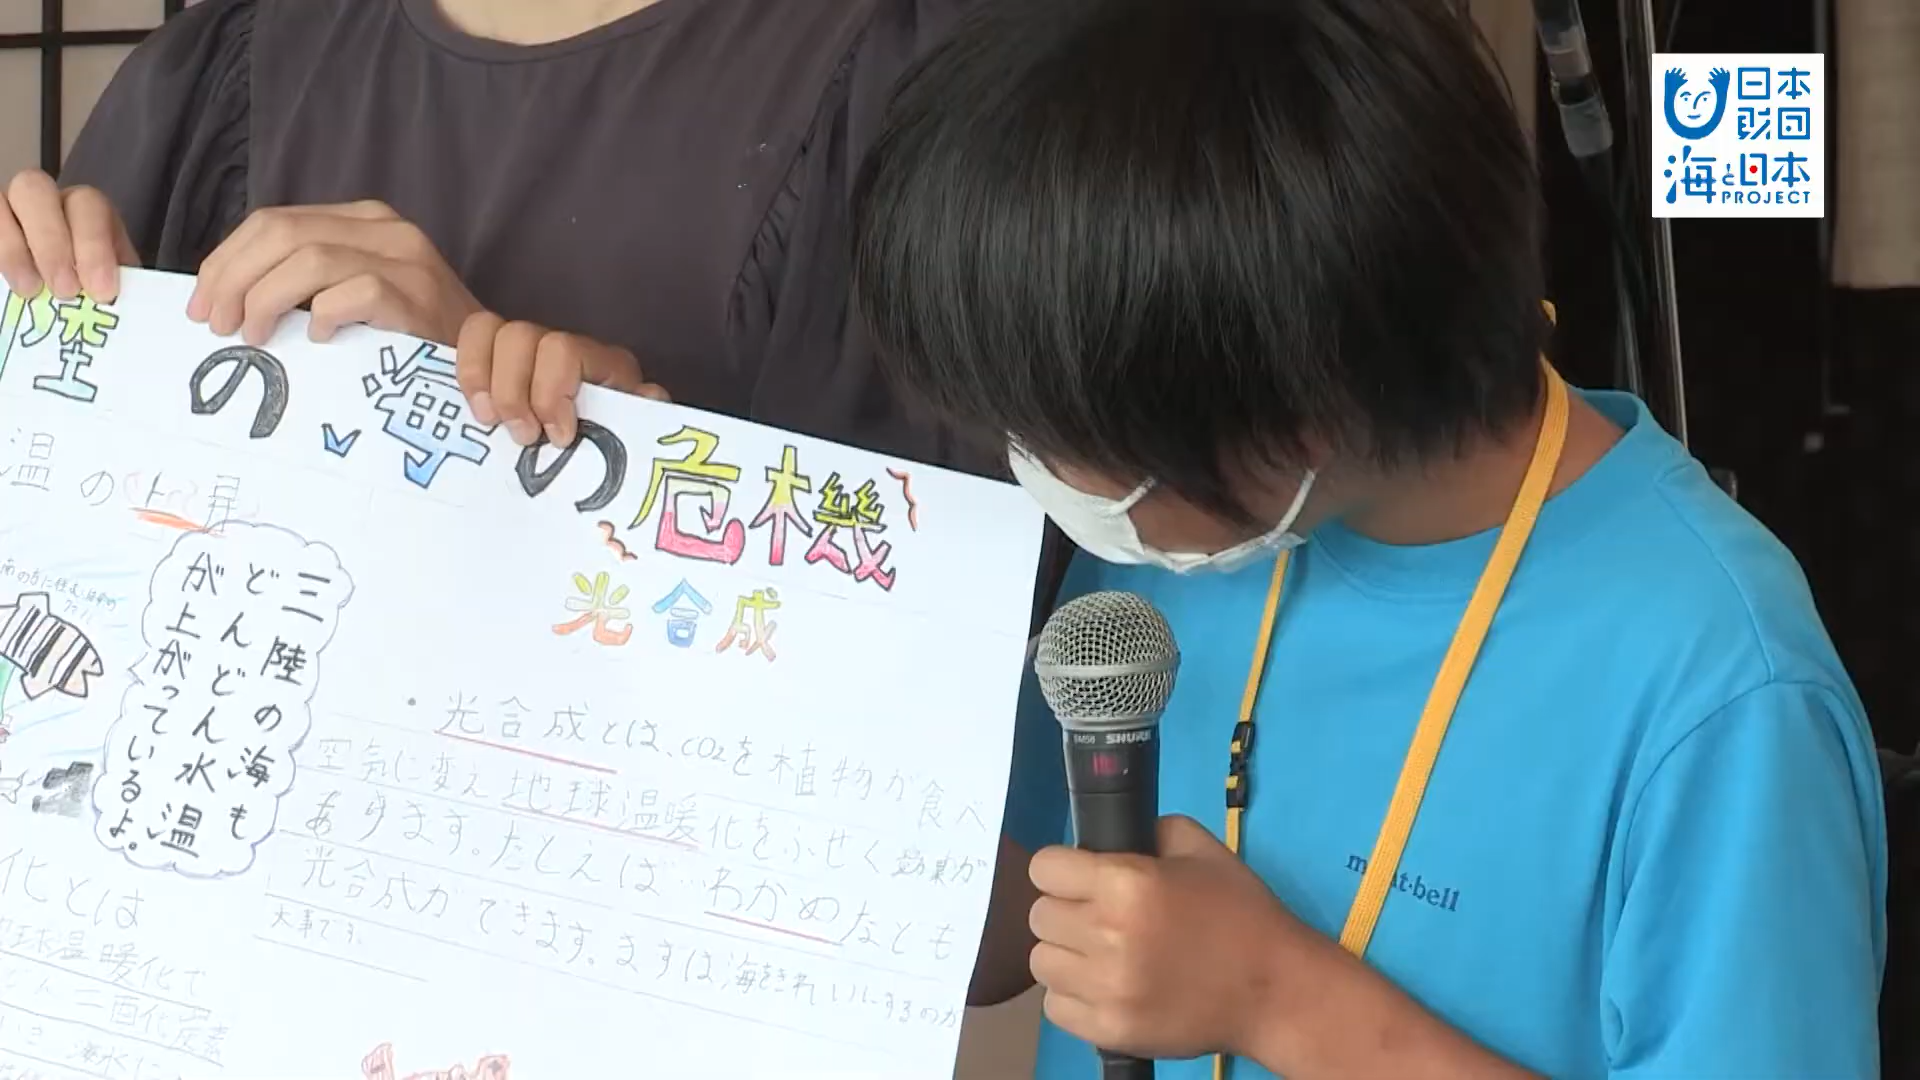 日本
財団
海と日本
PROJECT
陸の海の危機
温の上昇
三陸の海も
どんどん水温
が上がっているよ。
光合成
・光合成とは、CO2を植物が食べ
空気に変え地球温暖化をふせぐ効果が
あります。たとえば…わかめなども
光合成ができます。まずは海をきれいにするのが
大事です。
化とは
球温暖化で
二酸化炭素
海水に
SM58 SHURE
mont-bell